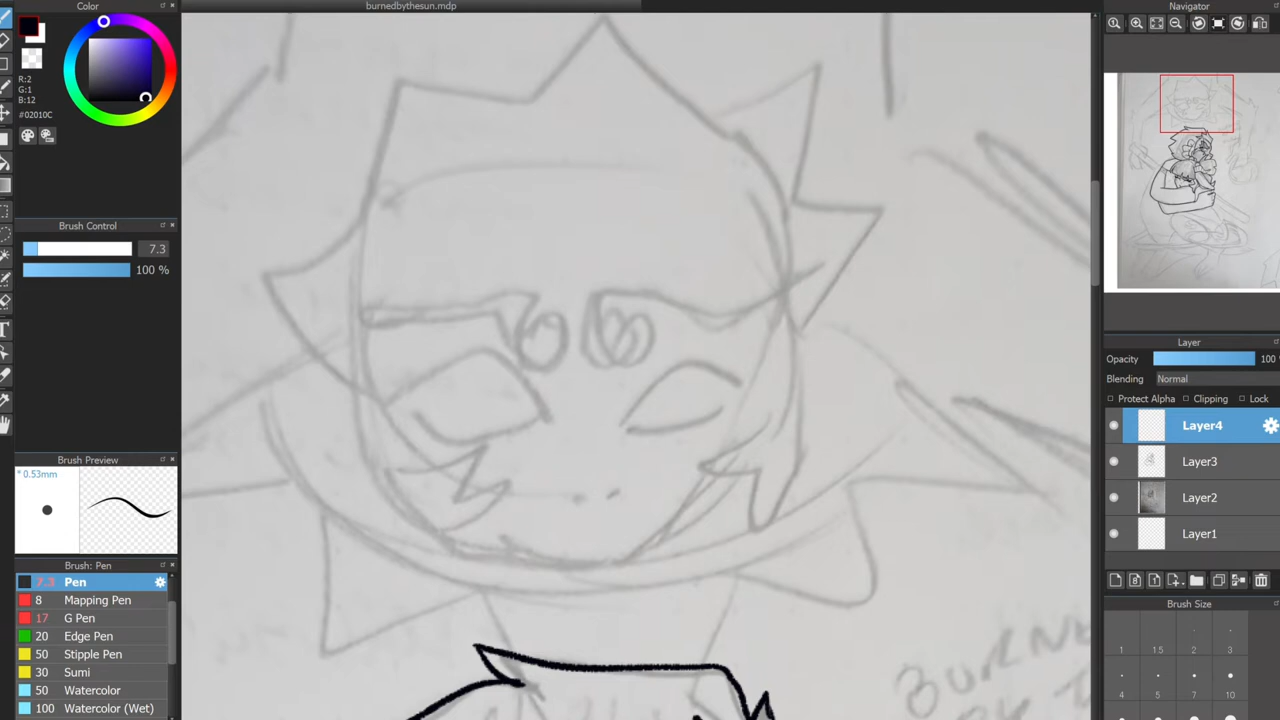 burnedbythesun.mdp
Color
R:2
G:1
B:12
#02010C
Brush Control
7.3
100 %
Brush Preview
* 0.53mm
Brush: Pen
7.3 Pen
8 Mapping Pen
17 G Pen
20 Edge Pen
50 Stipple Pen
30 Sumi
50 Watercolor
100 Watercolor (Wet)
Navigator
Layer
Opacity 100
Blending Normal
Protect Alpha Clipping Lock
Layer4
Layer3
Layer2
Layer1
Brush Size
1 1.5 2 3
4 5 7 10